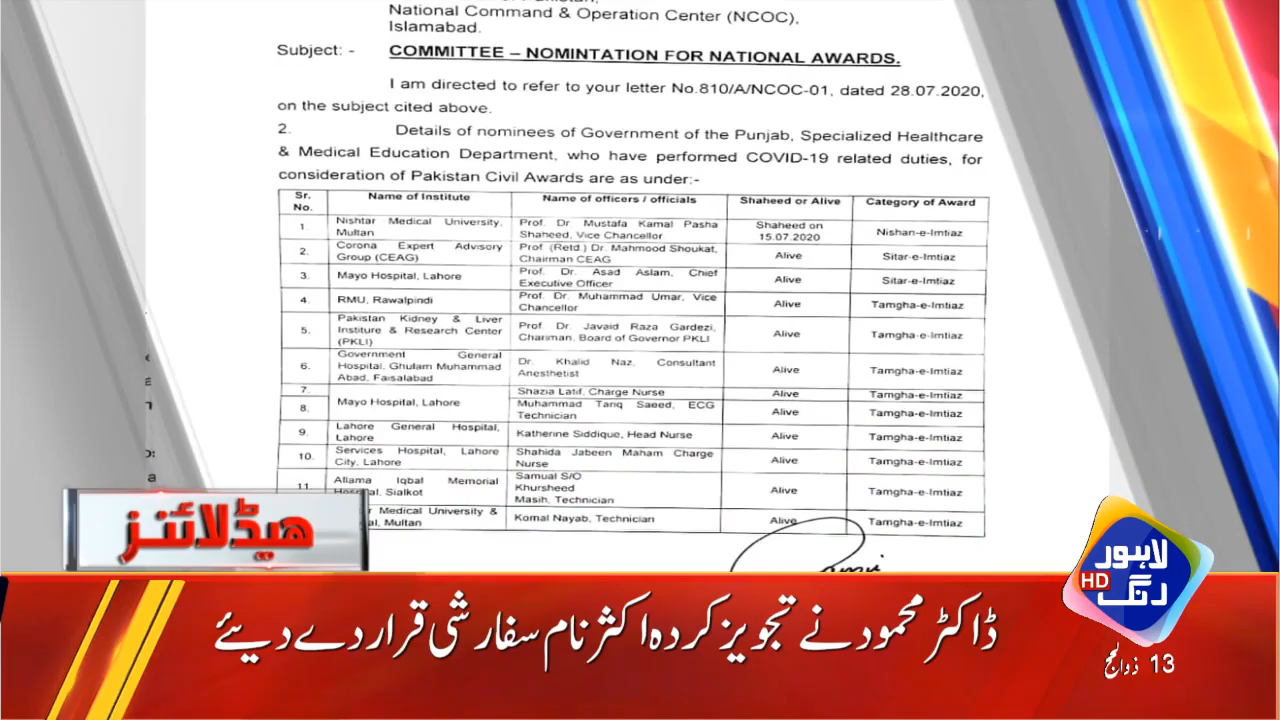 National Command & Operation Center (NCOC),
Islamabad.
Subject: - COMMITTEE – NOMINTATION FOR NATIONAL AWARDS.
I am directed to refer to your letter No.810/A/NCOC-01, dated 28.07.2020,
on the subject cited above.
2. Details of nominees of Government of the Punjab, Specialized Healthcare
& Medical Education Department, who have performed COVID-19 related duties, for
consideration of Pakistan Civil Awards are as under:-
Sr. No. Name of Institute Name of officers / officials Shaheed or Alive Category of Award
1. Nishtar Medical University, Multan Prof. Dr Mustafa Kamal Pasha Shaheed, Vice Chancellor Shaheed on 15.07.2020 Nishan-e-Imtiaz
2. Corona Expert Advisory Group (CEAG) Prof (Retd.) Dr. Mahmood Shoukat, Chairman CEAG Alive Sitar-e-Imtiaz
3. Mayo Hospital, Lahore Prof. Dr. Asad Aslam, Chief Executive Officer Alive Sitar-e-Imtiaz
4. RMU, Rawalpindi Prof. Dr. Muhammad Umar, Vice Chancellor Alive Tamgha-e-Imtiaz
5. Pakistan Kidney & Liver Institure & Research Center (PKLI) Prof. Dr. Javaid Raza Gardezi, Chariman, Board of Governor PKLI Alive Tamgha-e-Imtiaz
6. Government General Hospital, Ghulam Muhammad Abad, Faisalabad Dr. Khalid Naz, Consultant Anesthetist Alive Tamgha-e-Imtiaz
7. Mayo Hospital, Lahore Shazia Latif, Charge Nurse Alive Tamgha-e-Imtiaz
8. Muhammad Tariq Saeed, ECG Technician Alive Tamgha-e-Imtiaz
9. Lahore General Hospital, Lahore Katherine Siddique, Head Nurse Alive Tamgha-e-Imtiaz
10. Services Hospital, Lahore City, Lahore Shahida Jabeen Maham Charge Nurse Alive Tamgha-e-Imtiaz
11 Allama Iqbal Memorial Sialkot Samual S/O Khursheed Masih, Technician Alive Tamgha-e-Imtiaz
Medical University & Multan Komal Nayab, Technician Alive Tamgha-e-Imtiaz
ہیڈلائنز
لاہور
رنگ
HD
ڈاکٹر محمود نے تجویز کردہ اکثر نام سفارشی قرار دے دیئے
13 ذوالحج